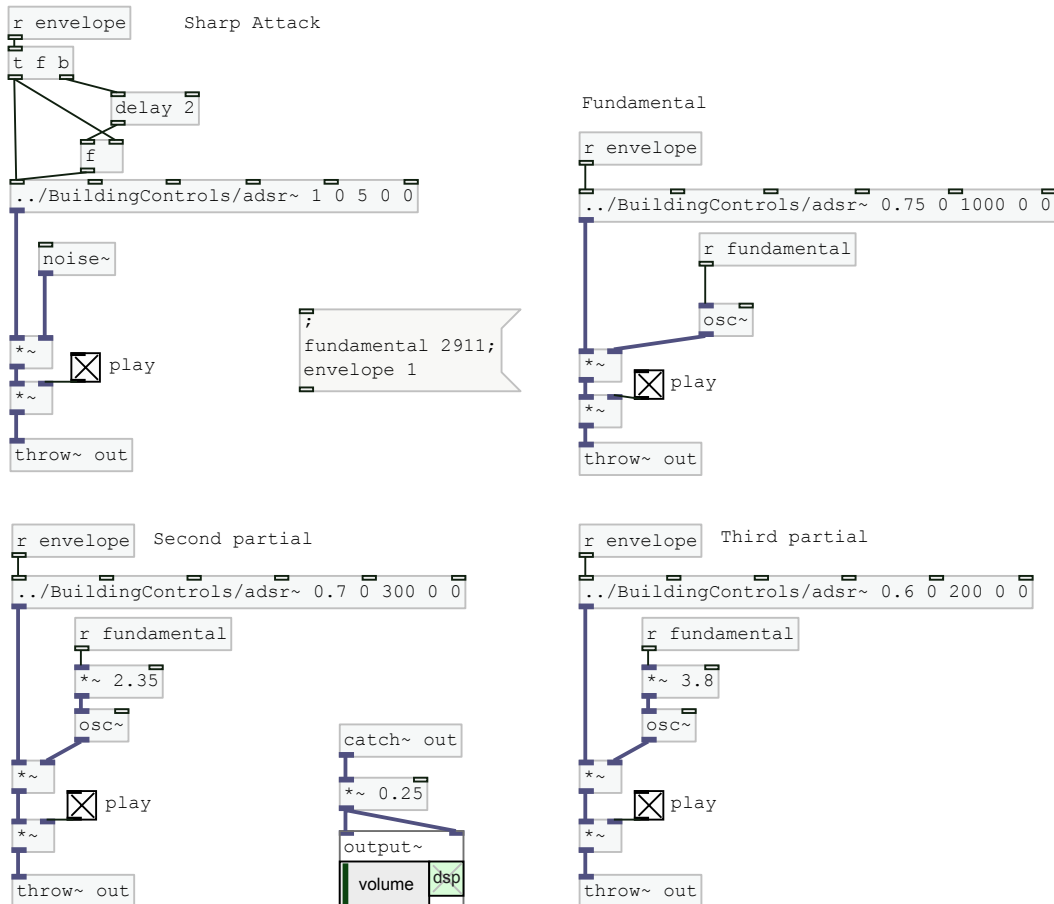 r envelope
Sharp Attack
t f b
delay 2
f
../BuildingControls/adsr~ 1 0 5 0 0
noise~
*~
play
*~
throw~ out
;
fundamental 2911;
envelope 1
Fundamental
r envelope
../BuildingControls/adsr~ 0.75 0 1000 0 0
r fundamental
osc~
*~
play
*~
throw~ out
r envelope
Second partial
../BuildingControls/adsr~ 0.7 0 300 0 0
r fundamental
*~ 2.35
osc~
*~
play
*~
throw~ out
catch~ out
*~ 0.25
output~
volume
dsp
r envelope
Third partial
../BuildingControls/adsr~ 0.6 0 200 0 0
r fundamental
*~ 3.8
osc~
*~
play
*~
throw~ out